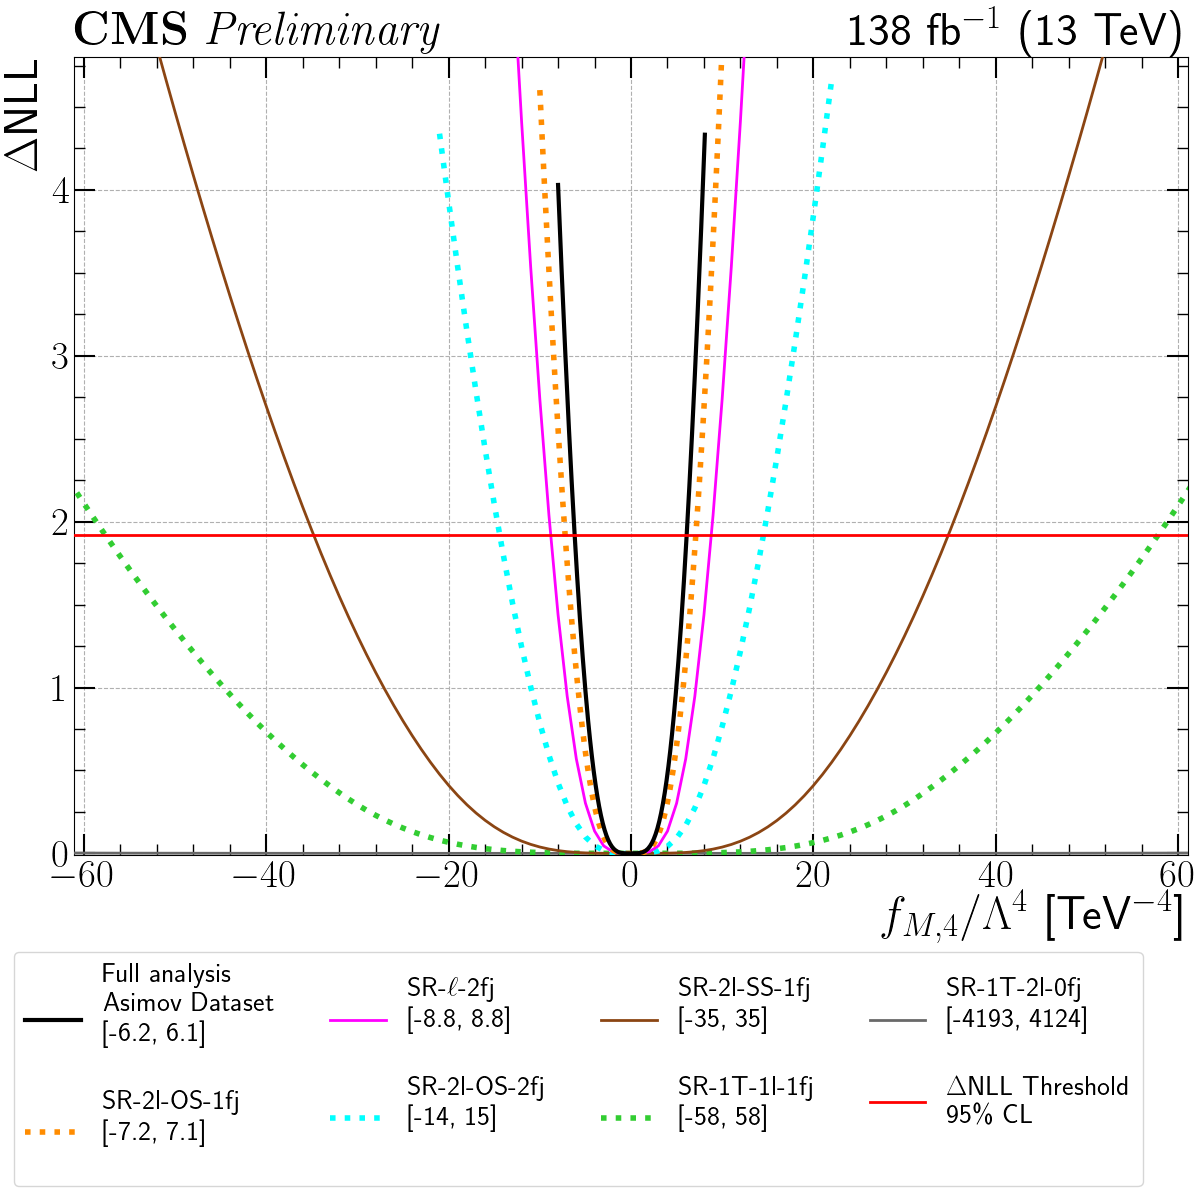 CMS Preliminary
138 fb⁻¹ (13 TeV)
ΔNLL
4
3
2
1
0
−60 −40 −20 0 20 40 60
f_{M,4}/Λ⁴ [TeV⁻⁴]
Full analysis
Asimov Dataset
[-6.2, 6.1]
SR-ℓ-2fj
[-8.8, 8.8]
SR-2l-SS-1fj
[-35, 35]
SR-1T-2l-0fj
[-4193, 4124]
SR-2l-OS-1fj
[-7.2, 7.1]
SR-2l-OS-2fj
[-14, 15]
SR-1T-1l-1fj
[-58, 58]
ΔNLL Threshold
95% CL